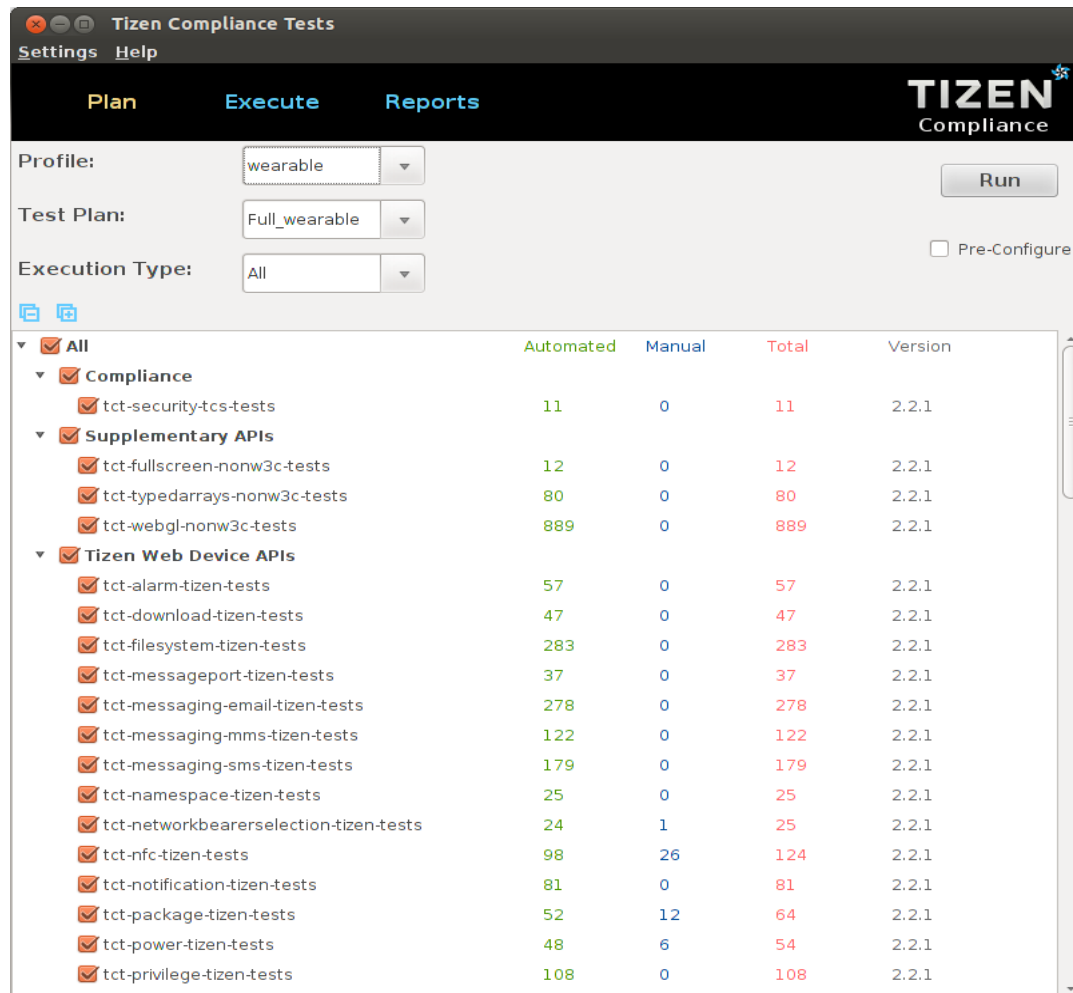 Tizen Compliance Tests
Settings Help
Plan Execute Reports
TIZEN
Compliance
Profile: wearable
Run
Test Plan: Full_wearable
Pre-Configure
Execution Type: All
All Automated Manual Total Version
Compliance
tct-security-tcs-tests 11 0 11 2.2.1
Supplementary APIs
tct-fullscreen-nonw3c-tests 12 0 12 2.2.1
tct-typedarrays-nonw3c-tests 80 0 80 2.2.1
tct-webgl-nonw3c-tests 889 0 889 2.2.1
Tizen Web Device APIs
tct-alarm-tizen-tests 57 0 57 2.2.1
tct-download-tizen-tests 47 0 47 2.2.1
tct-filesystem-tizen-tests 283 0 283 2.2.1
tct-messageport-tizen-tests 37 0 37 2.2.1
tct-messaging-email-tizen-tests 278 0 278 2.2.1
tct-messaging-mms-tizen-tests 122 0 122 2.2.1
tct-messaging-sms-tizen-tests 179 0 179 2.2.1
tct-namespace-tizen-tests 25 0 25 2.2.1
tct-networkbearerselection-tizen-tests 24 1 25 2.2.1
tct-nfc-tizen-tests 98 26 124 2.2.1
tct-notification-tizen-tests 81 0 81 2.2.1
tct-package-tizen-tests 52 12 64 2.2.1
tct-power-tizen-tests 48 6 54 2.2.1
tct-privilege-tizen-tests 108 0 108 2.2.1